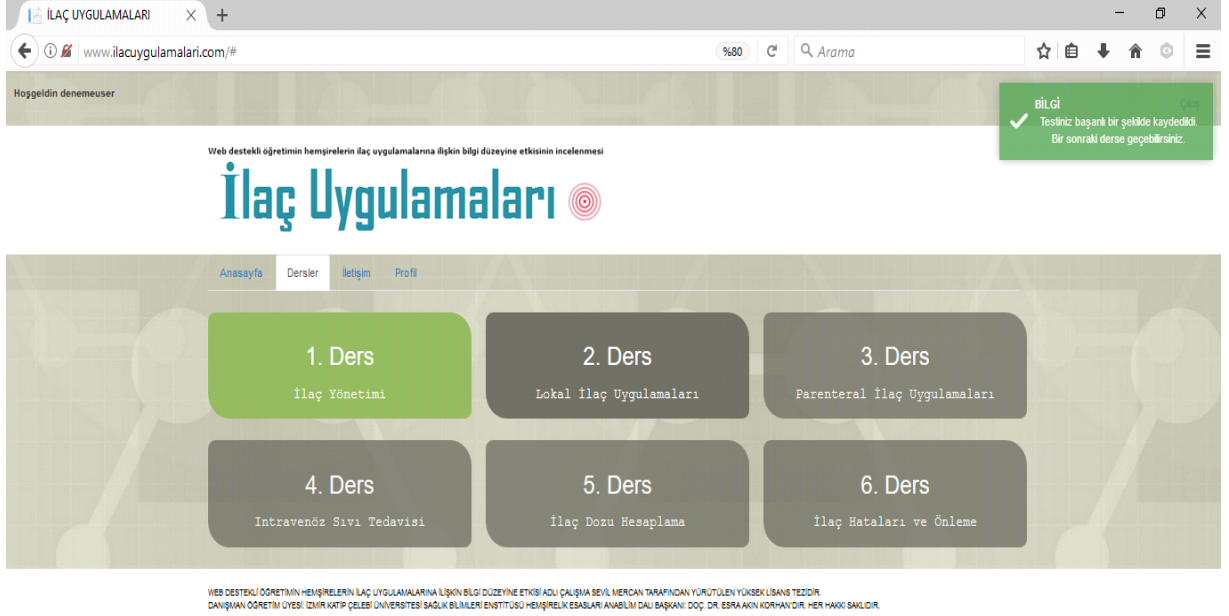 İLAÇ UYGULAMALARI
www.ilacuygulamalari.com/#
%80
Arama
Hoşgeldin denemeuser
Çıkış
BİLGİ
Testiniz başarılı bir şekilde kaydedildi.
Bir sonraki derse geçebilirsiniz.
Web destekli öğretimin hemşirelerin ilaç uygulamalarına ilişkin bilgi düzeyine etkisinin incelenmesi
İlaç Uygulamaları
Anasayfa Dersler İletişim Profil
1. Ders 2. Ders 3. Ders
İlaç Yönetimi Lokal İlaç Uygulamaları Parenteral İlaç Uygulamaları
4. Ders 5. Ders 6. Ders
Intravenöz Sıvı Tedavisi İlaç Dozu Hesaplama İlaç Hataları ve Önleme
WEB DESTEKLİ ÖĞRETİMİN HEMŞİRELERİN İLAÇ UYGULAMALARINA İLİŞKİN BİLGİ DÜZEYİNE ETKİSİ ADLI ÇALIŞMA SEVİL MERCAN TARAFINDAN YÜRÜTÜLEN YÜKSEK LİSANS TEZİDİR.
DANIŞMAN ÖĞRETİM ÜYESİ: İZMİR KATİP ÇELEBİ ÜNİVERSİTESİ SAĞLIK BİLİMLERİ ENSTİTÜSÜ HEMŞİRELİK ESASLARI ANABİLİM DALI BAŞKANI: DOÇ. DR. ESRA AKIN KORHAN'DIR. HER HAKKI SAKLIDIR.